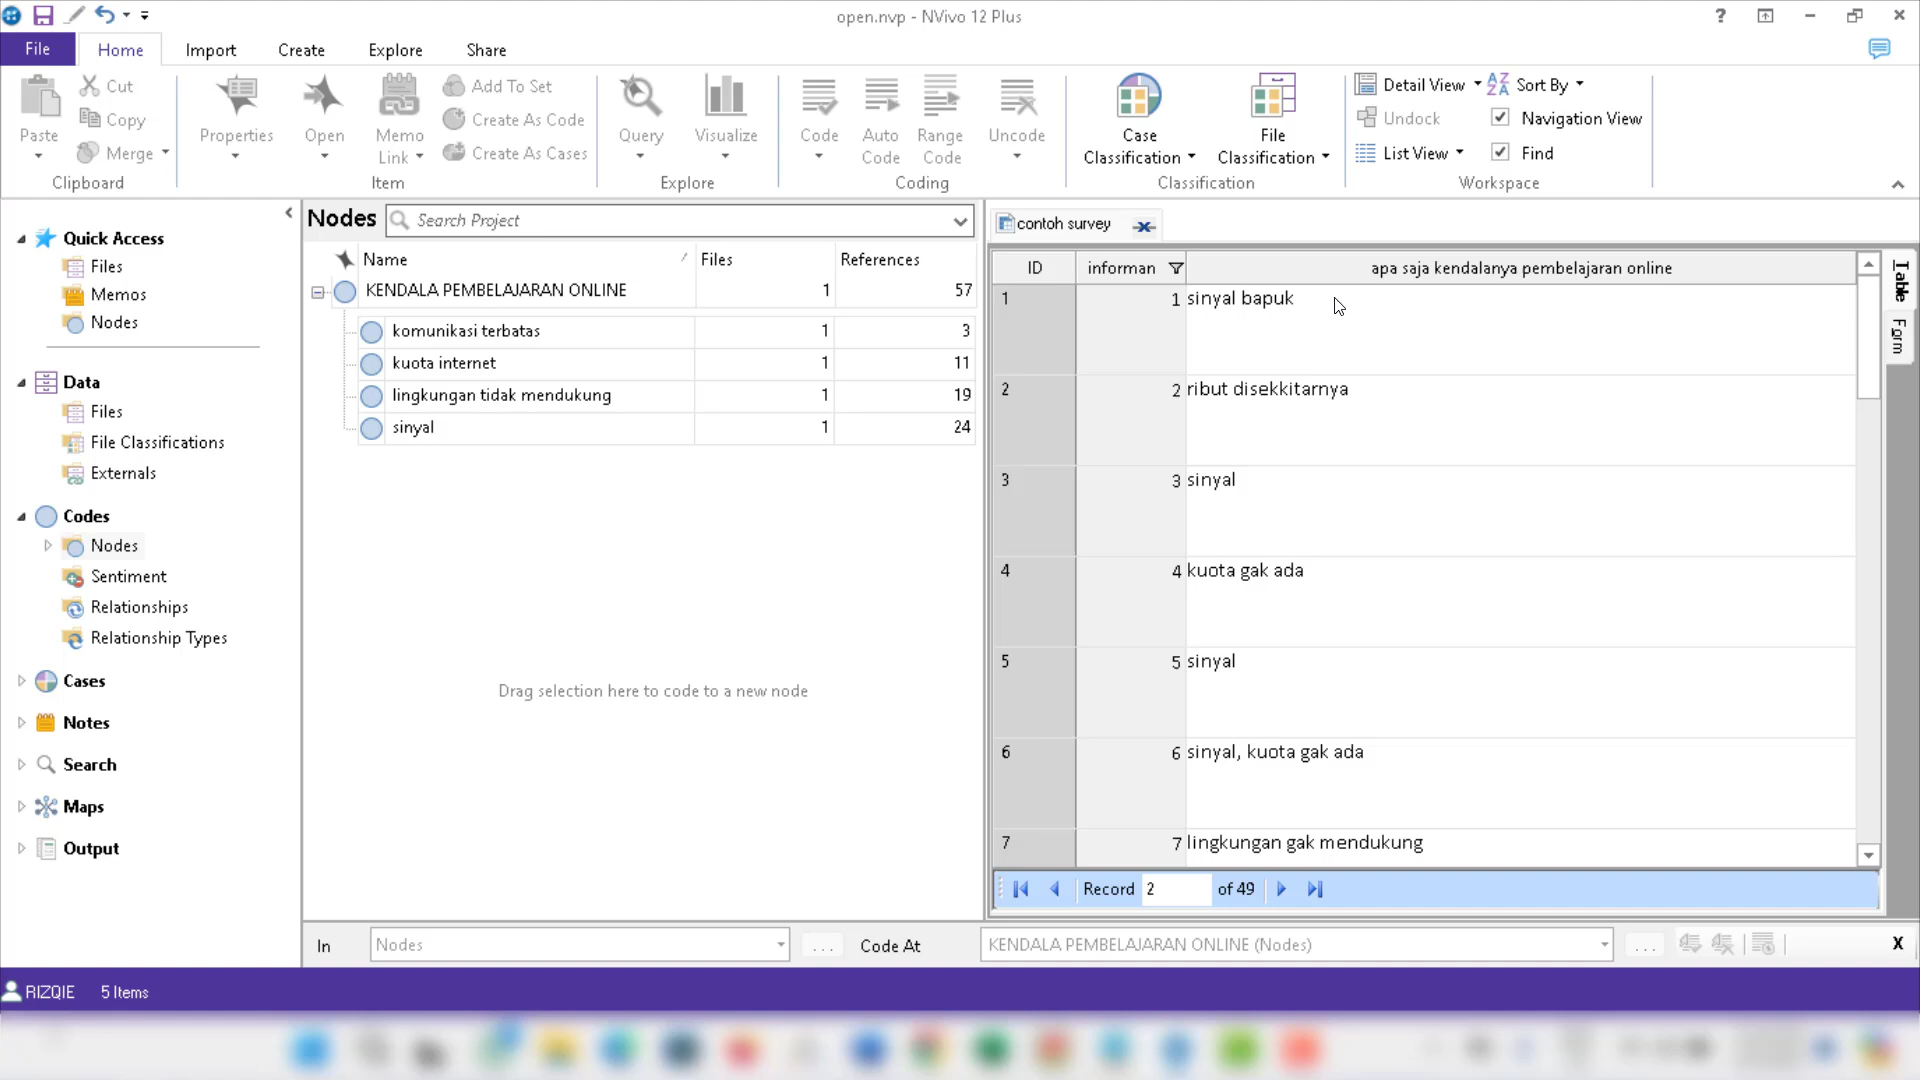 open.nvp - NVivo 12 Plus
?
File
Home
Import
Create
Explore
Share
Paste
Cut
Copy
Merge
Clipboard
Properties
Open
Memo
Link
Add To Set
Create As Code
Create As Cases
Item
Query
Visualize
Explore
Code
Auto
Code
Range
Code
Uncode
Coding
Case
Classification
File
Classification
Classification
Detail View
Sort By
Undock
Navigation View
List View
Find
Workspace
Quick Access
Files
Memos
Nodes
Data
Files
File Classifications
Externals
Codes
Nodes
Sentiment
Relationships
Relationship Types
Cases
Notes
Search
Maps
Output
Nodes
Search Project
Name Files References
KENDALA PEMBELAJARAN ONLINE 1 57
komunikasi terbatas 1 3
kuota internet 1 11
lingkungan tidak mendukung 1 19
sinyal 1 24
Drag selection here to code to a new node
contoh survey
ID informan apa saja kendalanya pembelajaran online
1 1 sinyal bapuk
2 2 ribut disekkitarnya
3 3 sinyal
4 4 kuota gak ada
5 5 sinyal
6 6 sinyal, kuota gak ada
7 7 lingkungan gak mendukung
Table
Form
Record 2 of 49
In Nodes ... Code At KENDALA PEMBELAJARAN ONLINE (Nodes) ... X
RIZQIE 5 Items